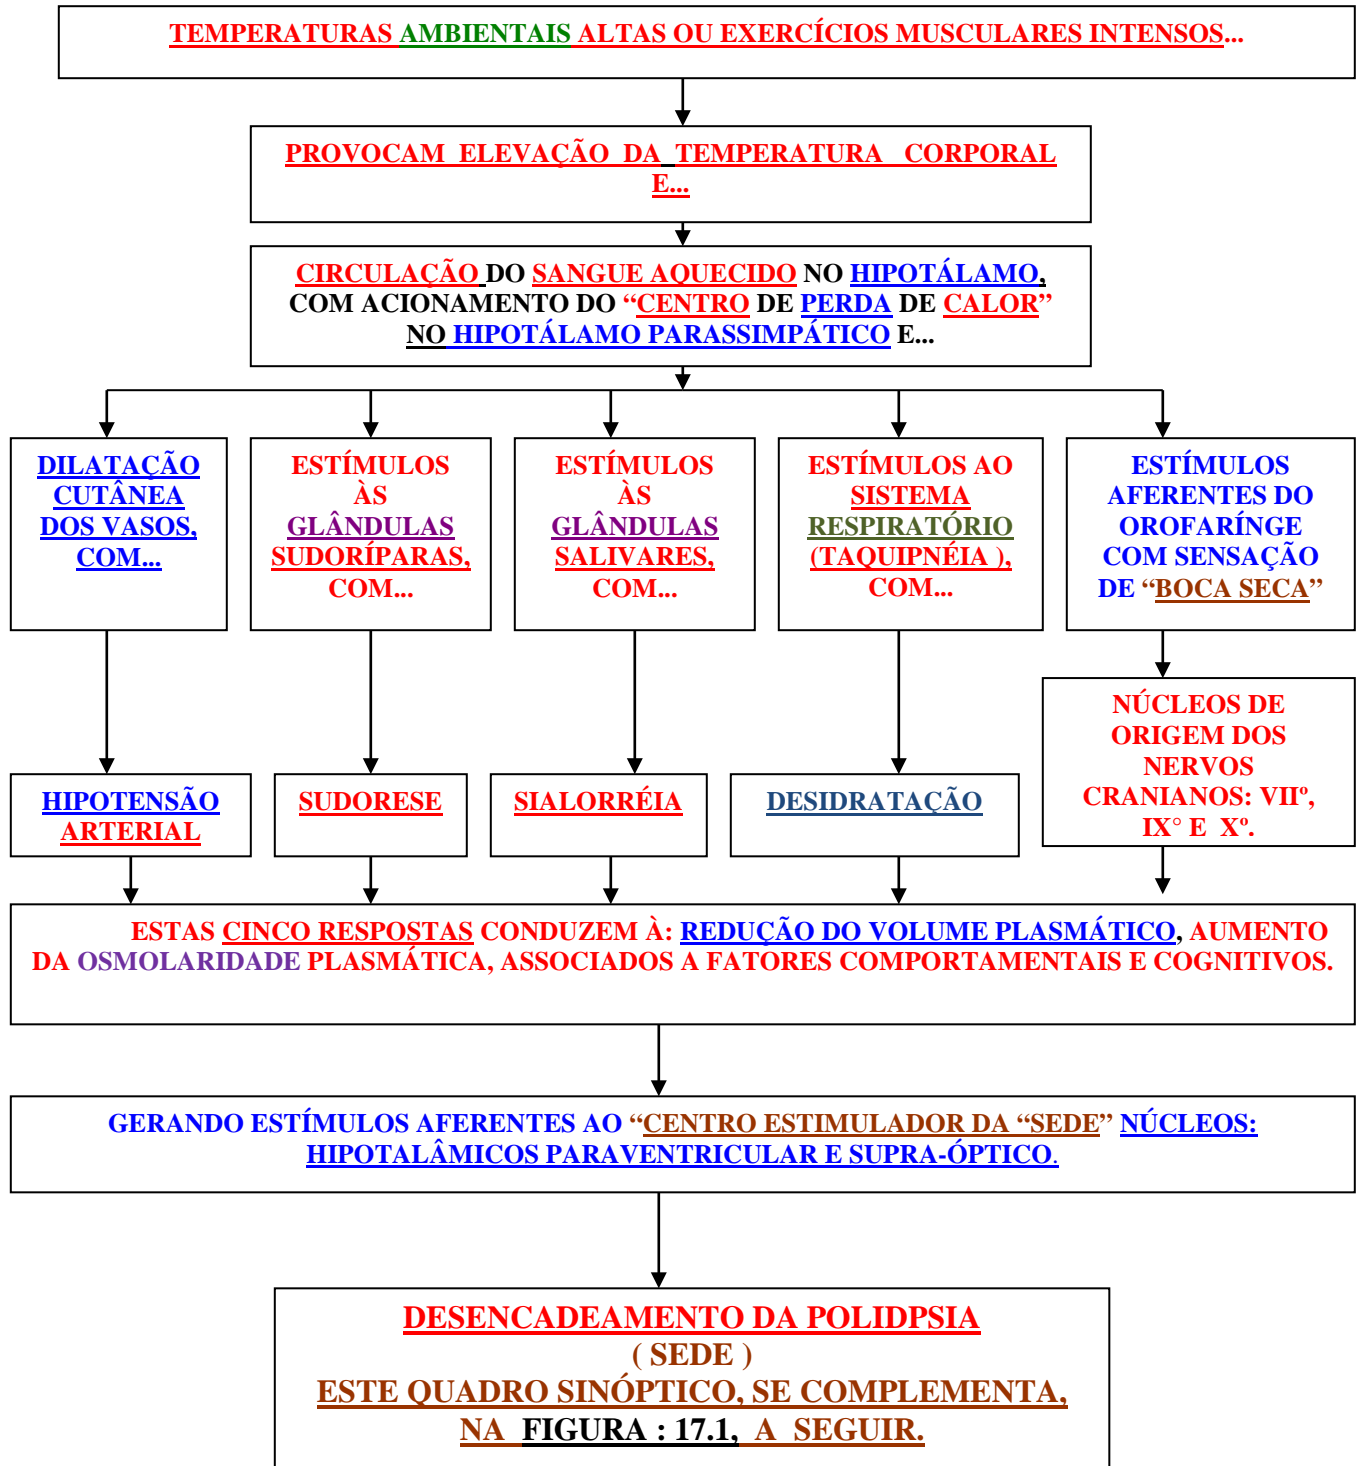 TEMPERATURAS AMBIENTAIS ALTAS OU EXERCÍCIOS MUSCULARES INTENSOS...
PROVOCAM ELEVAÇÃO DA TEMPERATURA CORPORAL
E...
CIRCULAÇÃO DO SANGUE AQUECIDO NO HIPOTÁLAMO,
COM ACIONAMENTO DO “CENTRO DE PERDA DE CALOR”
NO HIPOTÁLAMO PARASSIMPÁTICO E...
DILATAÇÃO
CUTÂNEA
DOS VASOS,
COM...
ESTÍMULOS
ÀS
GLÂNDULAS
SUDORÍPARAS,
COM...
ESTÍMULOS
ÀS
GLÂNDULAS
SALIVARES,
COM...
ESTÍMULOS AO
SISTEMA
RESPIRATÓRIO
(TAQUIPNÉIA ),
COM...
ESTÍMULOS
AFERENTES DO
OROFARÍNGE
COM SENSAÇÃO
DE “BOCA SECA”
NÚCLEOS DE
ORIGEM DOS
NERVOS
CRANIANOS: VIIº,
IX° E Xº.
HIPOTENSÃO
ARTERIAL
SUDORESE
SIALORRÉIA
DESIDRATAÇÃO
ESTAS CINCO RESPOSTAS CONDUZEM À: REDUÇÃO DO VOLUME PLASMÁTICO, AUMENTO
DA OSMOLARIDADE PLASMÁTICA, ASSOCIADOS A FATORES COMPORTAMENTAIS E COGNITIVOS.
GERANDO ESTÍMULOS AFERENTES AO “CENTRO ESTIMULADOR DA “SEDE” NÚCLEOS:
HIPOTALÂMICOS PARAVENTRICULAR E SUPRA-ÓPTICO.
DESENCADEAMENTO DA POLIDPSIA
( SEDE )
ESTE QUADRO SINÓPTICO, SE COMPLEMENTA,
NA FIGURA : 17.1, A SEGUIR.